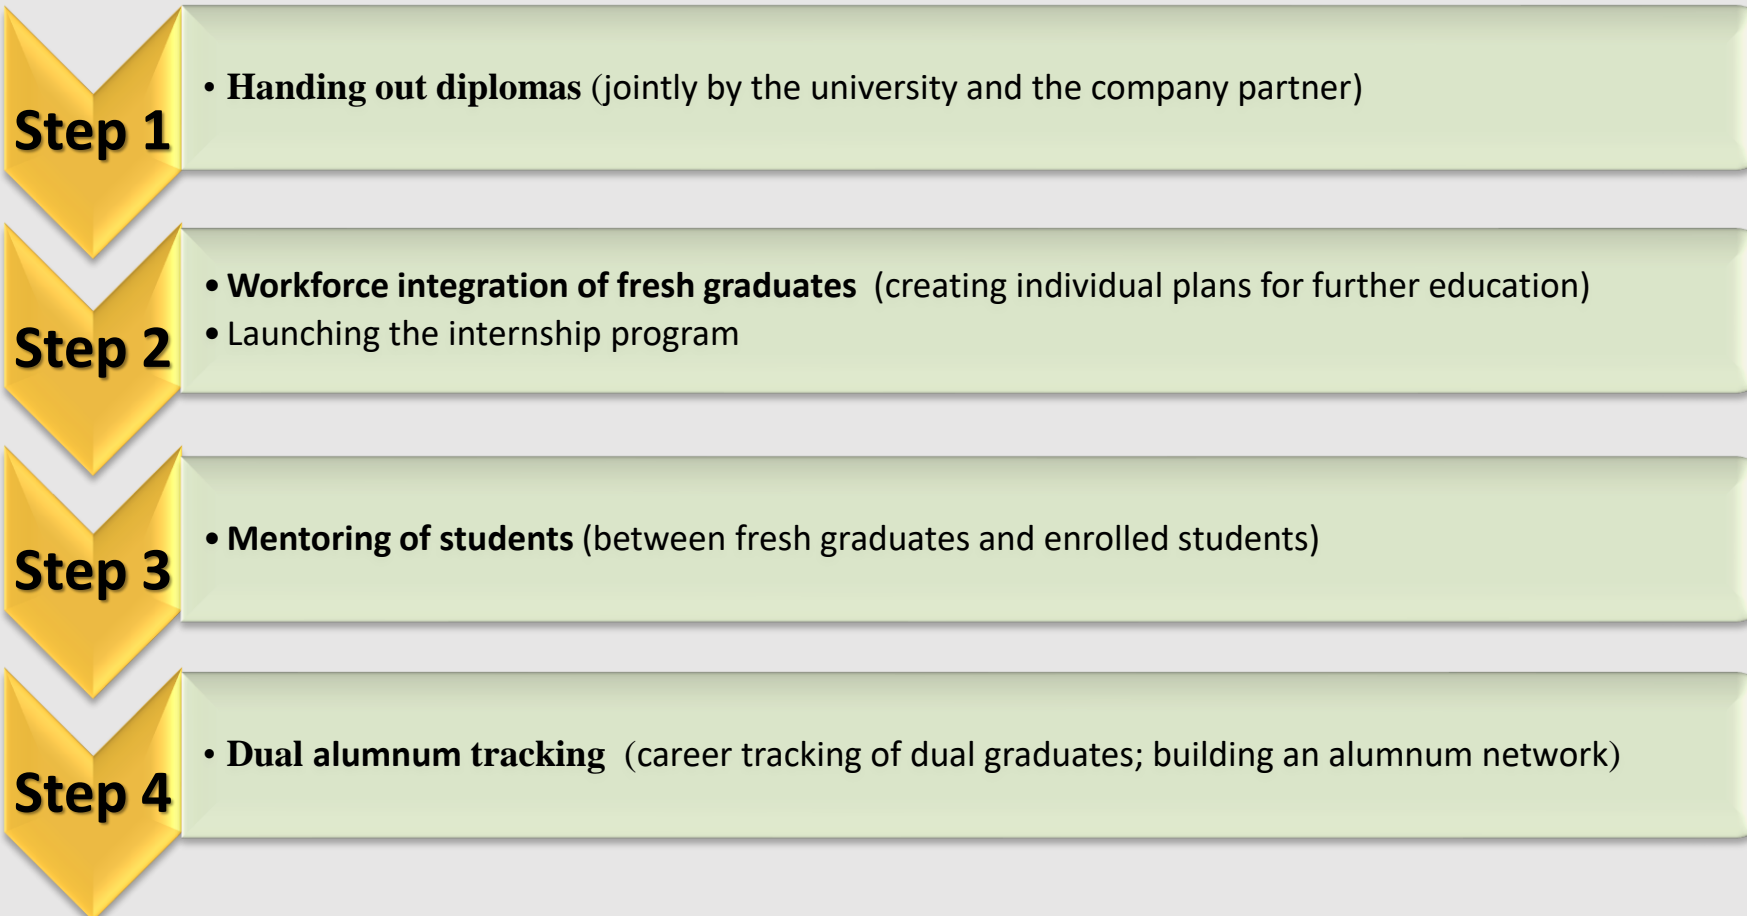 Step 1
• Handing out diplomas (jointly by the university and the company partner)
Step 2
• Workforce integration of fresh graduates (creating individual plans for further education)
• Launching the internship program
Step 3
• Mentoring of students (between fresh graduates and enrolled students)
Step 4
• Dual alumnum tracking (career tracking of dual graduates; building an alumnum network)